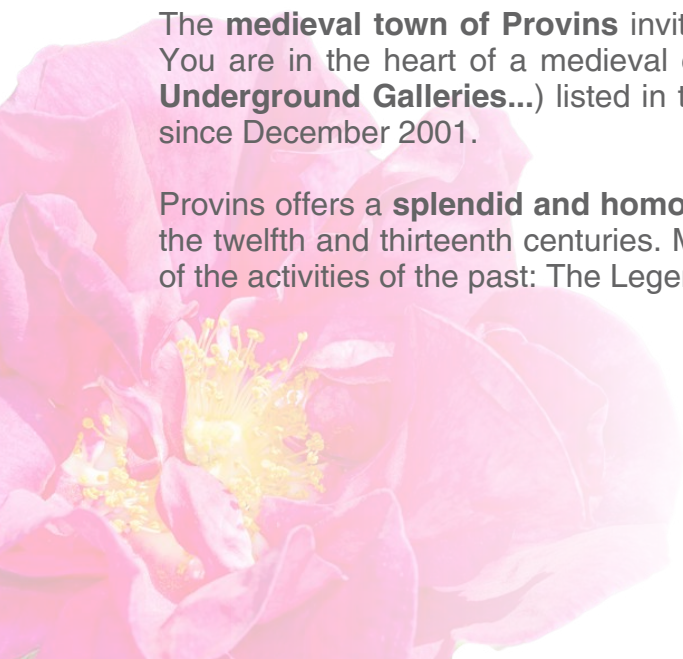 The medieval town of Provins
You are in the heart of a medieval
Underground Galleries...) listed in
since December 2001.
Provins offers a splendid and
the twelfth and thirteenth centuries.
of the activities of the past: The